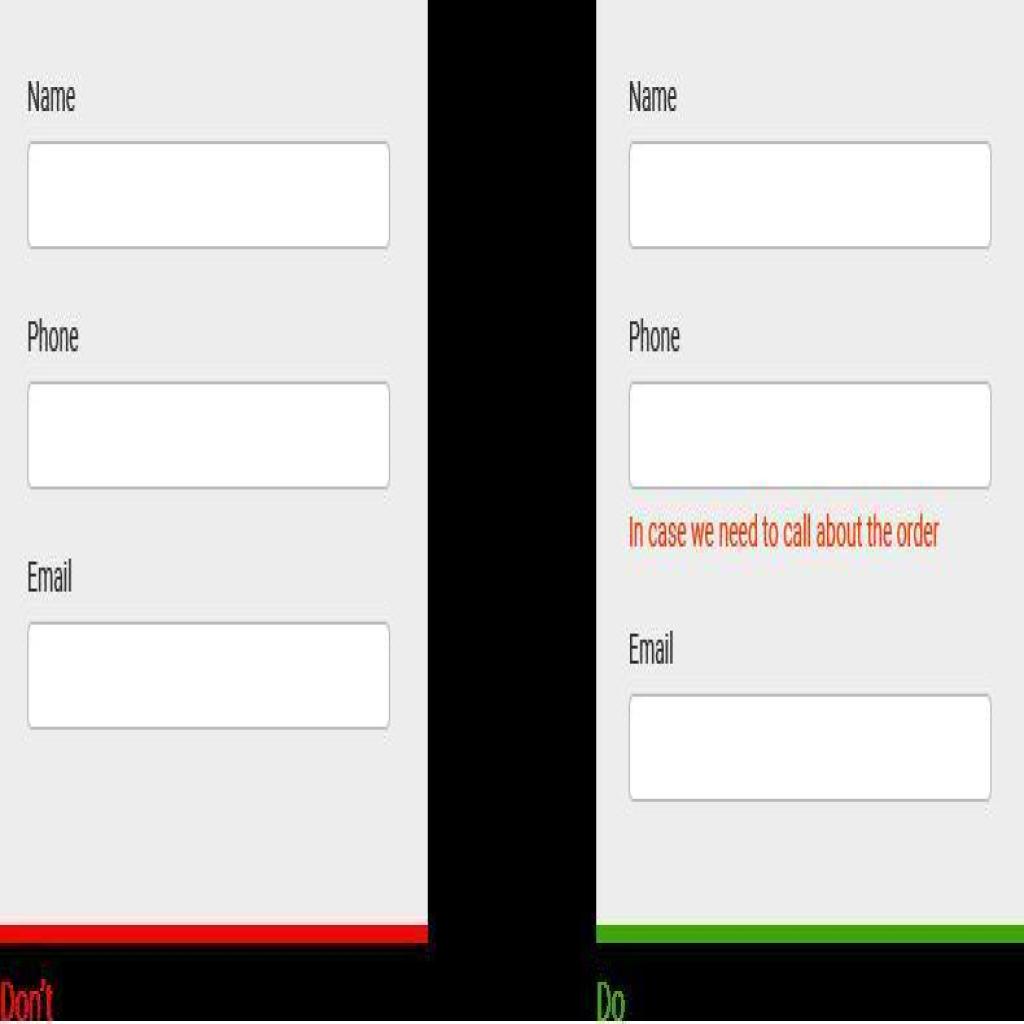 Name
Phone
Email
Don't
Name
Phone
In case we need to call about the order
Email
Do